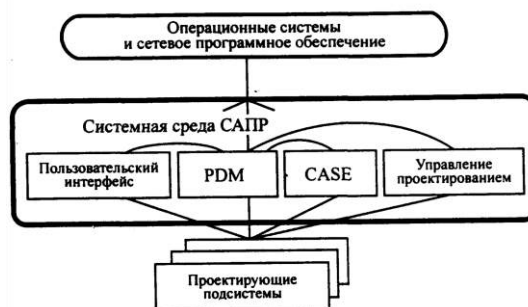 Операционные системы
и сетевое программное обеспечение
Системная среда САПР
Пользовательский
интерфейс
PDM
CASE
Управление
проектированием
Проектирующие
подсистемы